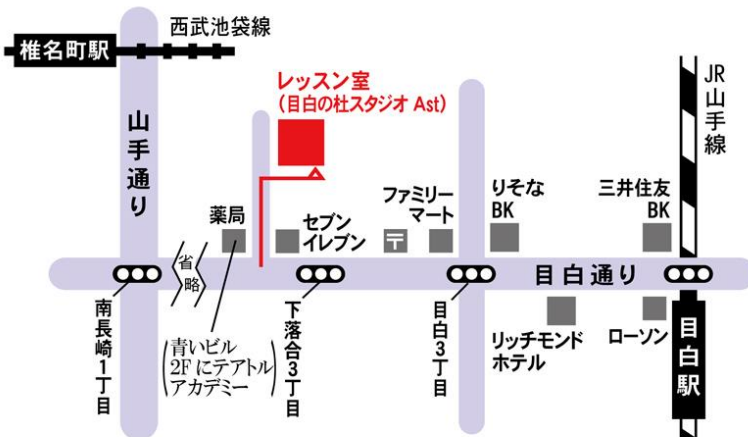 西武池袋線
椎名町駅
JR山手線
レッスン室
(目白の杜スタジオ Ast)
山手通り
薬局
セブン
イレブン
〒
ファミリー
マート
りそな
BK
三井住友
BK
省略
目白通り
南長崎1丁目
青いビル
2Fにテアトル
アカデミー
下落合3丁目
目白3丁目
リッチモンド
ホテル
ローソン
目白駅